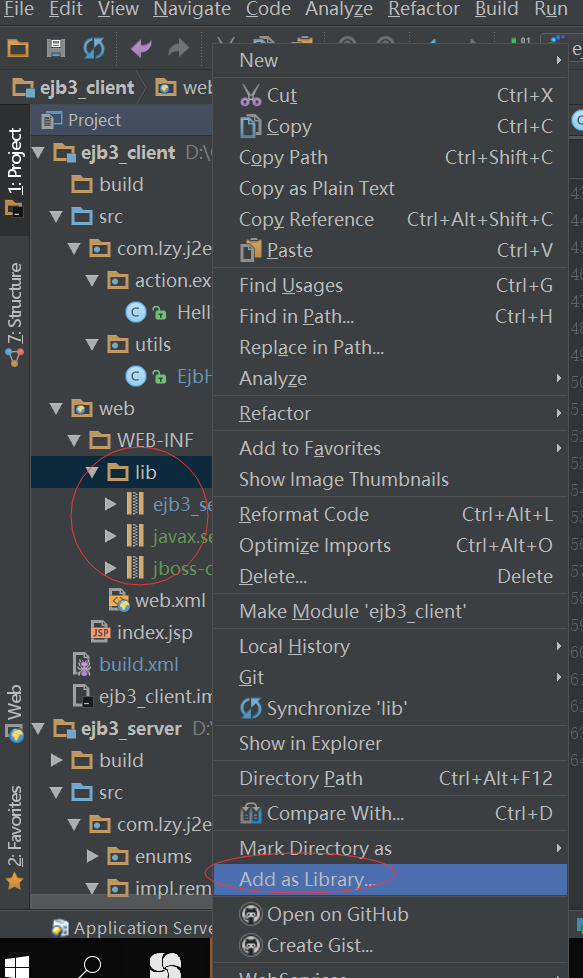 File Edit View Navigate Code Analyze Refactor Build Run
ejb3_client
Project
1: Project
7: Structure
Web
2: Favorites
ejb3_client
build
src
com.lzy.j2e
action.ex
Hell
utils
EjbH
web
WEB-INF
lib
ejb3_se
javax.se
jboss-c
web.xml
index.jsp
build.xml
ejb3_client.im
ejb3_server
build
src
com.lzy.j2e
enums
impl.rem
Application Serve
New
Cut Ctrl+X
Copy Ctrl+C
Copy Path Ctrl+Shift+C
Copy as Plain Text
Copy Reference Ctrl+Alt+Shift+C
Paste Ctrl+V
Find Usages Ctrl+G
Find in Path... Ctrl+H
Replace in Path...
Analyze
Refactor
Add to Favorites
Show Image Thumbnails
Reformat Code Ctrl+Alt+L
Optimize Imports Ctrl+Alt+O
Delete... Delete
Make Module 'ejb3_client'
Local History
Git
Synchronize 'lib'
Show in Explorer
Directory Path Ctrl+Alt+F12
Compare With... Ctrl+D
Mark Directory as
Add as Library...
Open on GitHub
Create Gist...
WebServices